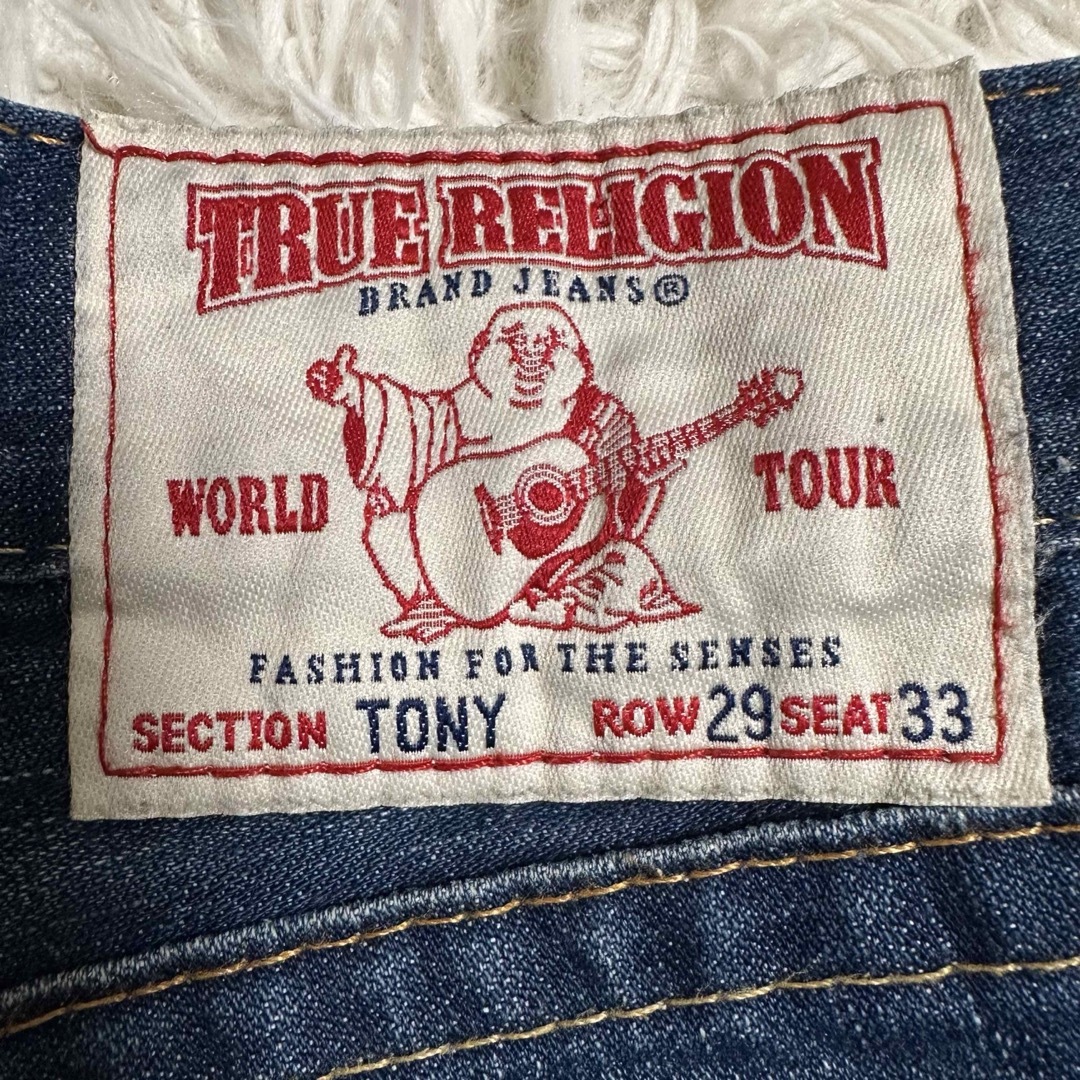 TRUE RELIGION
BRAND JEANS®
WORLD TOUR
FASHION FOR THE SENSES
SECTION TONY ROW 29 SEAT 33